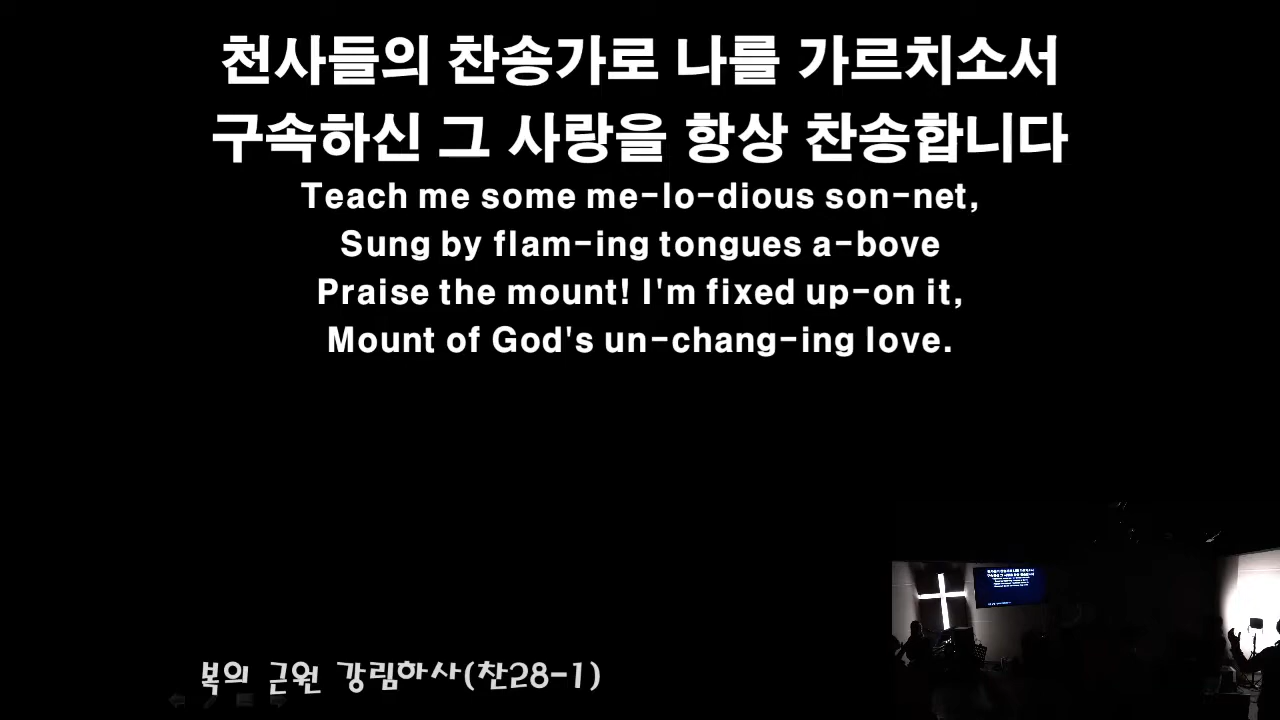 천사들의 찬송가로 나를 가르치소서
구속하신 그 사랑을 항상 찬송합니다
Teach me some me-lo-dious son-net,
Sung by flam-ing tongues a-bove
Praise the mount! I'm fixed up-on it,
Mount of God's un-chang-ing love.
복의 근원 강림하사(찬28-1)